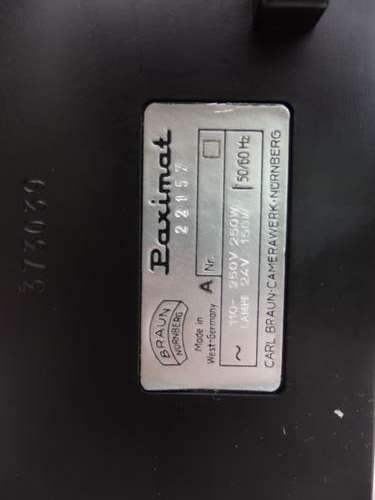 373039
Paximat
22157
BRAUN
NÜRNBERG
Made in
West-Germany
A
Nr.
~
110- 250V 250W
LAMPE 24V 150W
50/60 Hz
CARL BRAUN·CAMERAWERK·NÜRNBERG